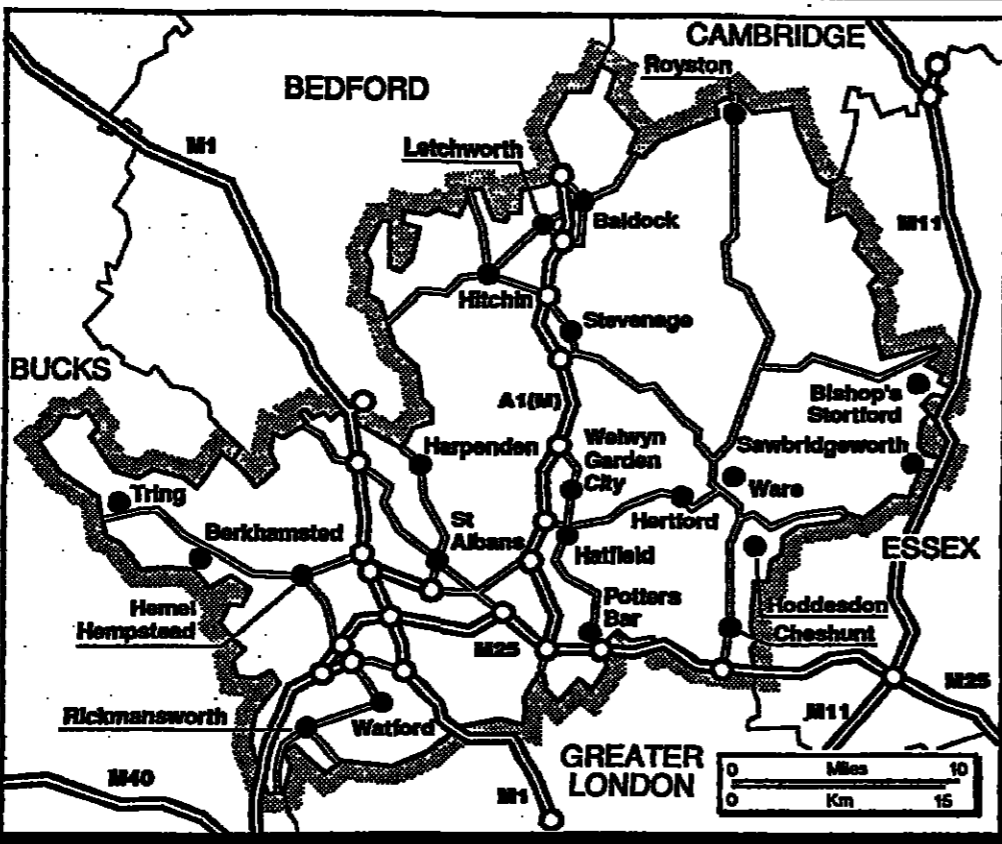 CAMBRIDGE
Royston
BEDFORD
M1
Letchworth
Baldock
M11
Hitchin
Stevenage
BUCKS
A1(M)
Bishop's
Stortford
Harpenden
Welwyn
Garden
City
Sawbridgeworth
Tring
Ware
Berkhamsted
St
Albans
Hertford
Hatfield
ESSEX
Hemel
Hempstead
Potters
Bar
Hoddesdon
Cheshunt
M25
M25
Rickmansworth
Watford
M11
M40
GREATER
LONDON
M1
0 Miles 10
0 Km 15